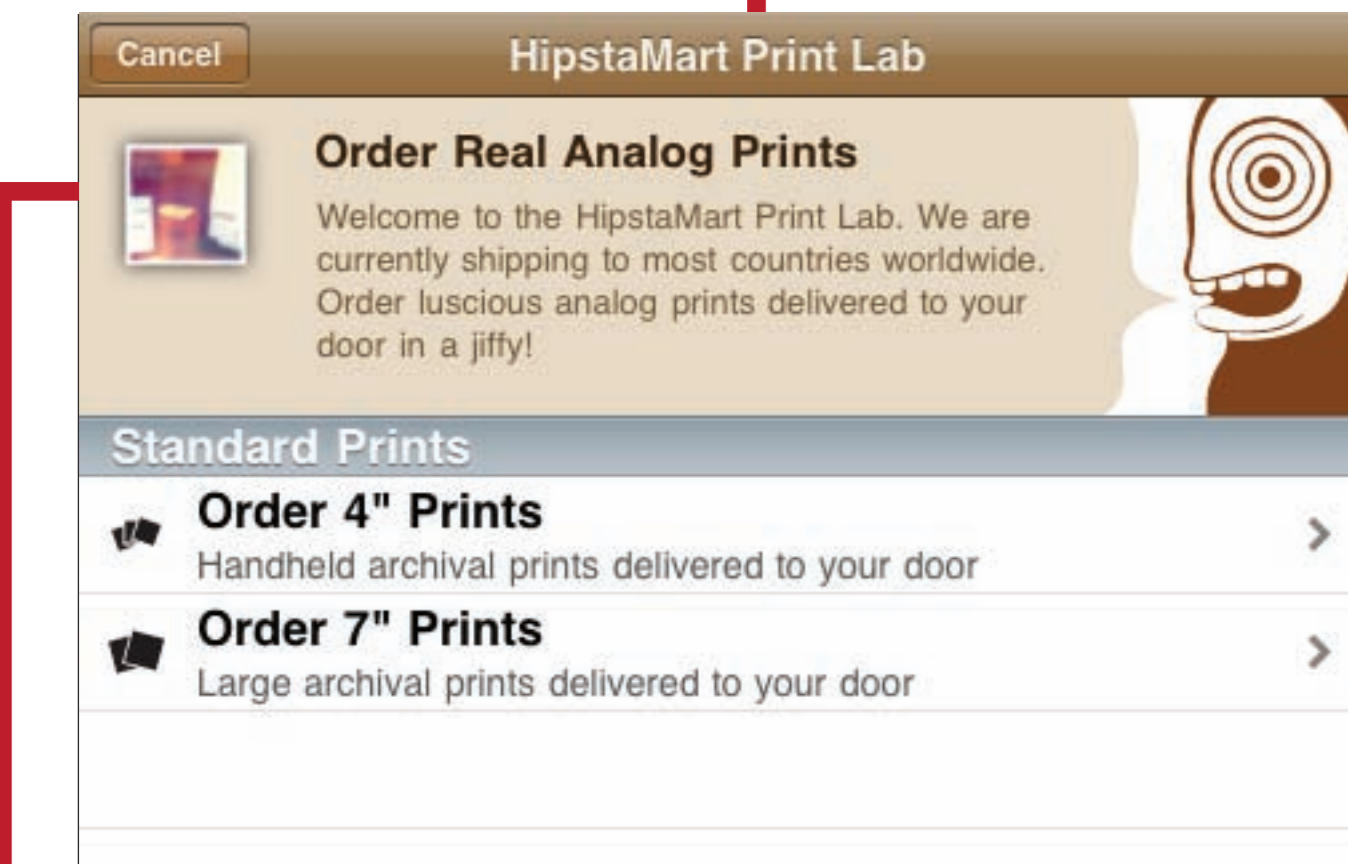 Cancel
HipstaMart Print Lab
Order Real Analog Prints
Welcome to the HipstaMart Print Lab. We are
currently shipping to most countries worldwide.
Order luscious analog prints delivered to your
door in a jiffy!
Standard Prints
Order 4" Prints
Handheld archival prints delivered to your door
Order 7" Prints
Large archival prints delivered to your door